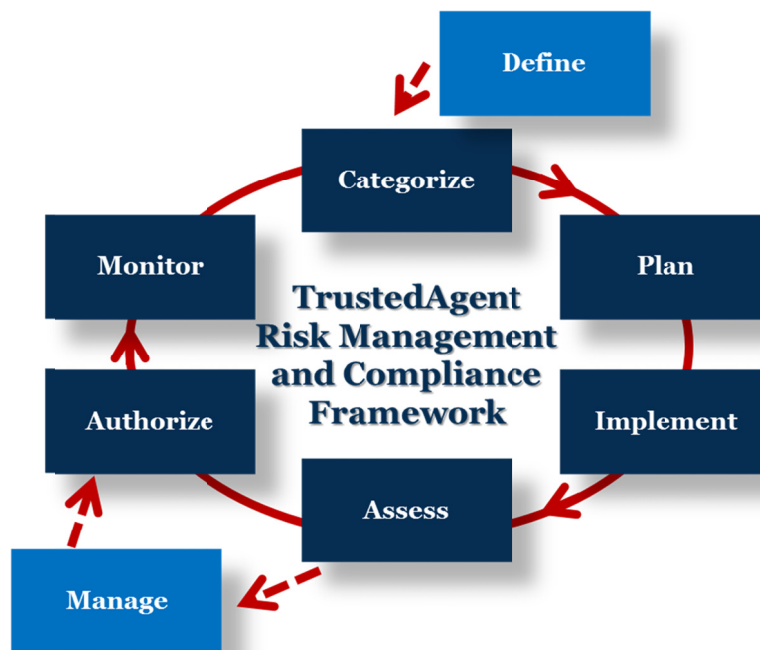 Define
Categorize
Monitor
Plan
TrustedAgent
Risk Management
and Compliance
Framework
Authorize
Implement
Assess
Manage